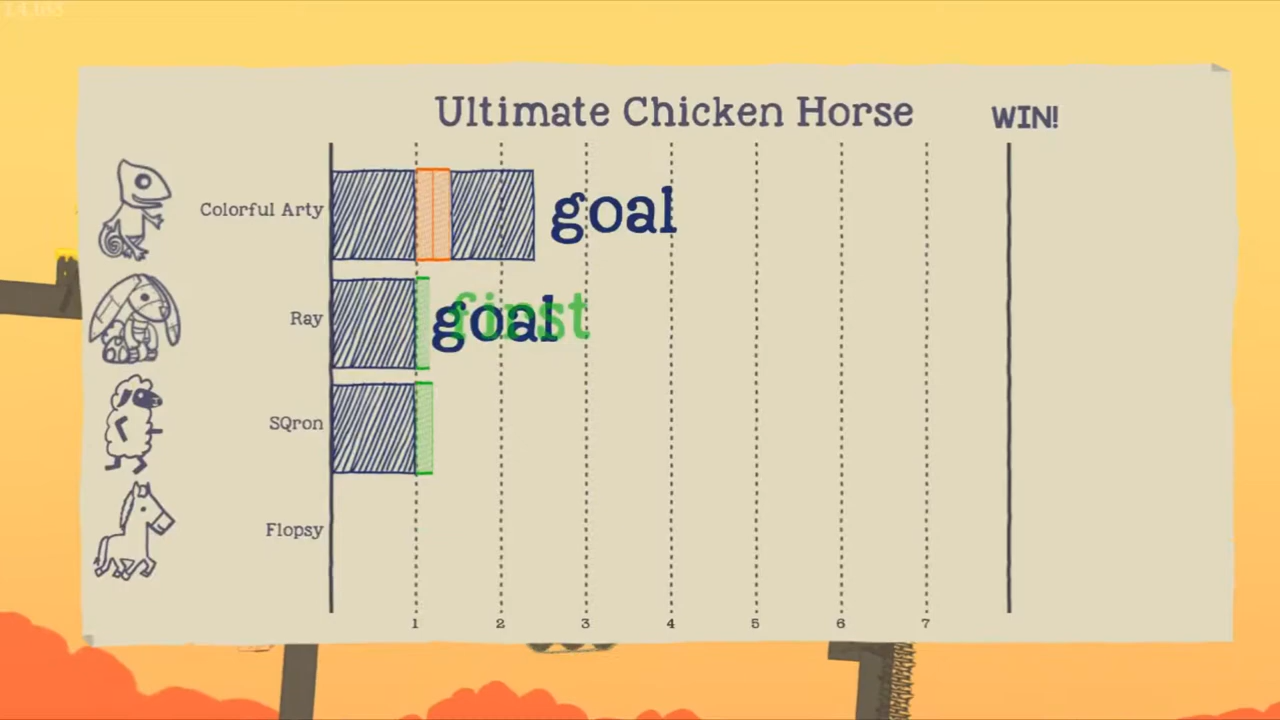 Ultimate Chicken Horse
WIN!
Colorful Arty
goal
Ray
goal
first
SQron
Flopsy
1 2 3 4 5 6 7